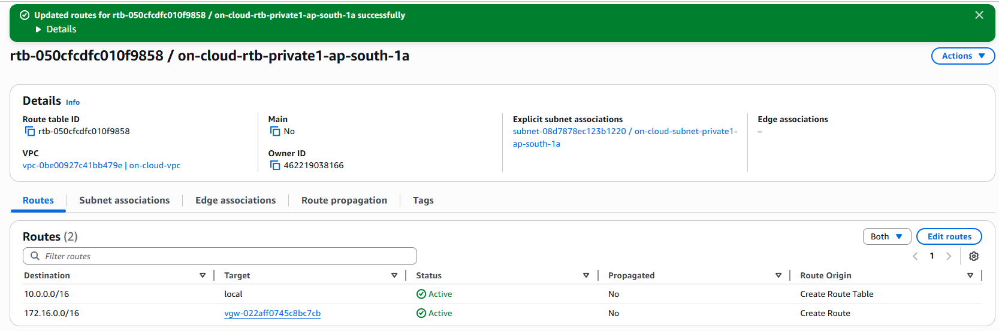 Updated routes for rtb-050cfcdfc010f9858 / on-cloud-rtb-private1-ap-south-1a successfully
Details
rtb-050cfcdfc010f9858 / on-cloud-rtb-private1-ap-south-1a
Actions
Details Info
Route table ID
rtb-050cfcdfc010f9858
Main
No
Explicit subnet associations
subnet-08d7878ec123b1220 / on-cloud-subnet-private1-
ap-south-1a
Edge associations
–
VPC
vpc-0be00927c41bb479e | on-cloud-vpc
Owner ID
462219038166
Routes Subnet associations Edge associations Route propagation Tags
Routes (2)
Both Edit routes
Filter routes
1
Destination Target Status Propagated Route Origin
10.0.0.0/16 local Active No Create Route Table
172.16.0.0/16 vgw-022aff0745c8bc7cb Active No Create Route